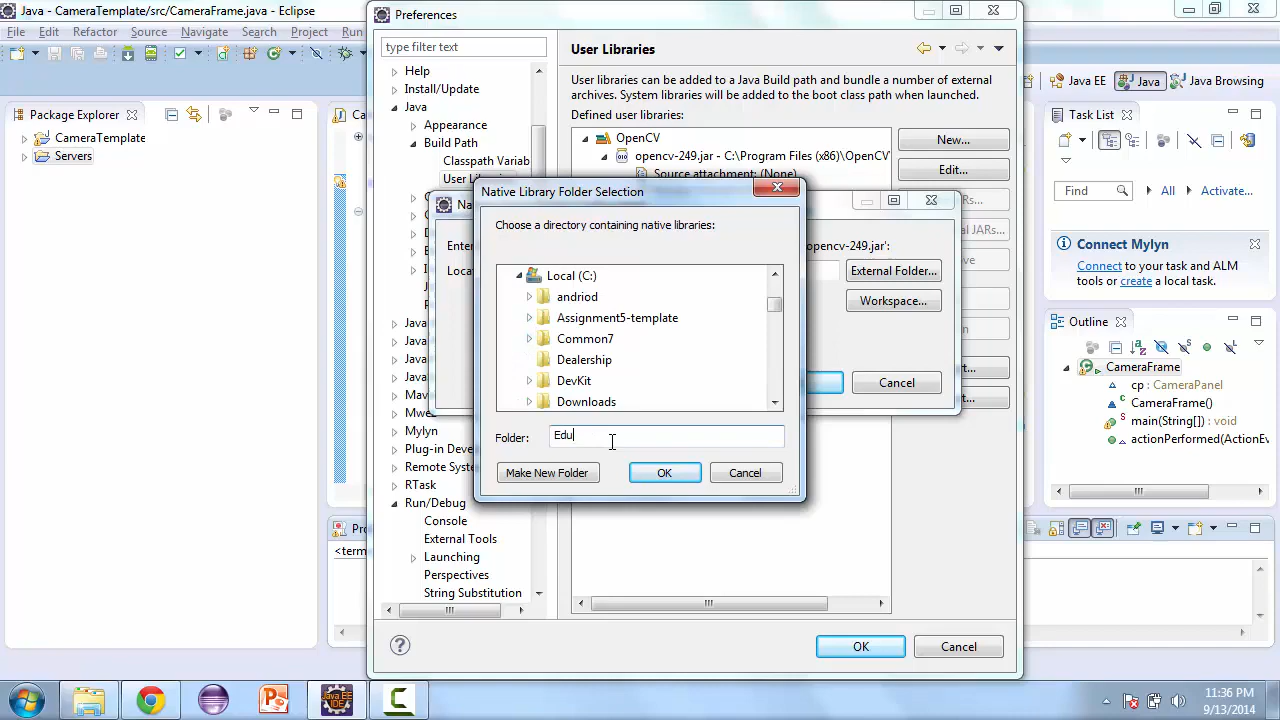 Java - CameraTemplate/src/CameraFrame.java - Eclipse
File Edit Refactor Source Navigate Search Project Run
Java EE Java Java Browsing
Package Explorer
CameraTemplate
Servers
Preferences
type filter text
Help
Install/Update
Java
Appearance
Build Path
Classpath Variab
User
Run/Debug
Console
External Tools
Launching
Perspectives
String Substitution
Java
Java
Java
Mylyn
Plug-in Deve
Remote Syste
RTask
User Libraries
User libraries can be added to a Java Build path and bundle a number of external
archives. System libraries will be added to the boot class path when launched.
Defined user libraries:
OpenCV
opencv-249.jar - C:\Program Files (x86)\OpenCV
Source attachment: (None)
New...
Edit...
opencv-249.jar':
External Folder...
Workspace...
Cancel
Native Library Folder Selection
Choose a directory containing native libraries:
Local (C:)
andriod
Assignment5-template
Common7
Dealership
DevKit
Downloads
Folder: Edu
Make New Folder OK Cancel
OK Cancel
Task List
Find All Activate...
Connect Mylyn
Connect to your task and ALM
tools or create a local task.
Outline
CameraFrame
cp : CameraPanel
CameraFrame()
main(String[]) : void
actionPerformed(ActionEv
<term
11:36 PM
9/13/2014